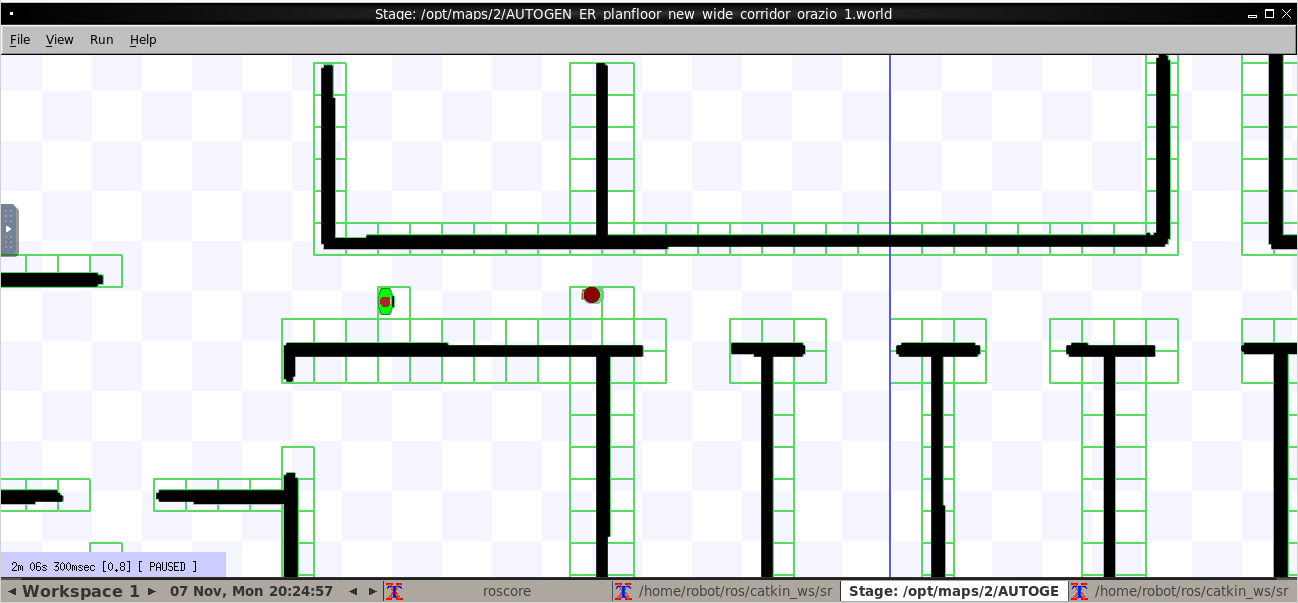 Stage: /opt/maps/2/AUTOGEN_ER_planfloor_new_wide_corridor_orazio_1.world
File View Run Help
2m 06s 300msec [0.8] [ PAUSED ]
Workspace 1 07 Nov, Mon 20:24:57 roscore /home/robot/ros/catkin_ws/sr Stage: /opt/maps/2/AUTOGE /home/robot/ros/catkin_ws/sr